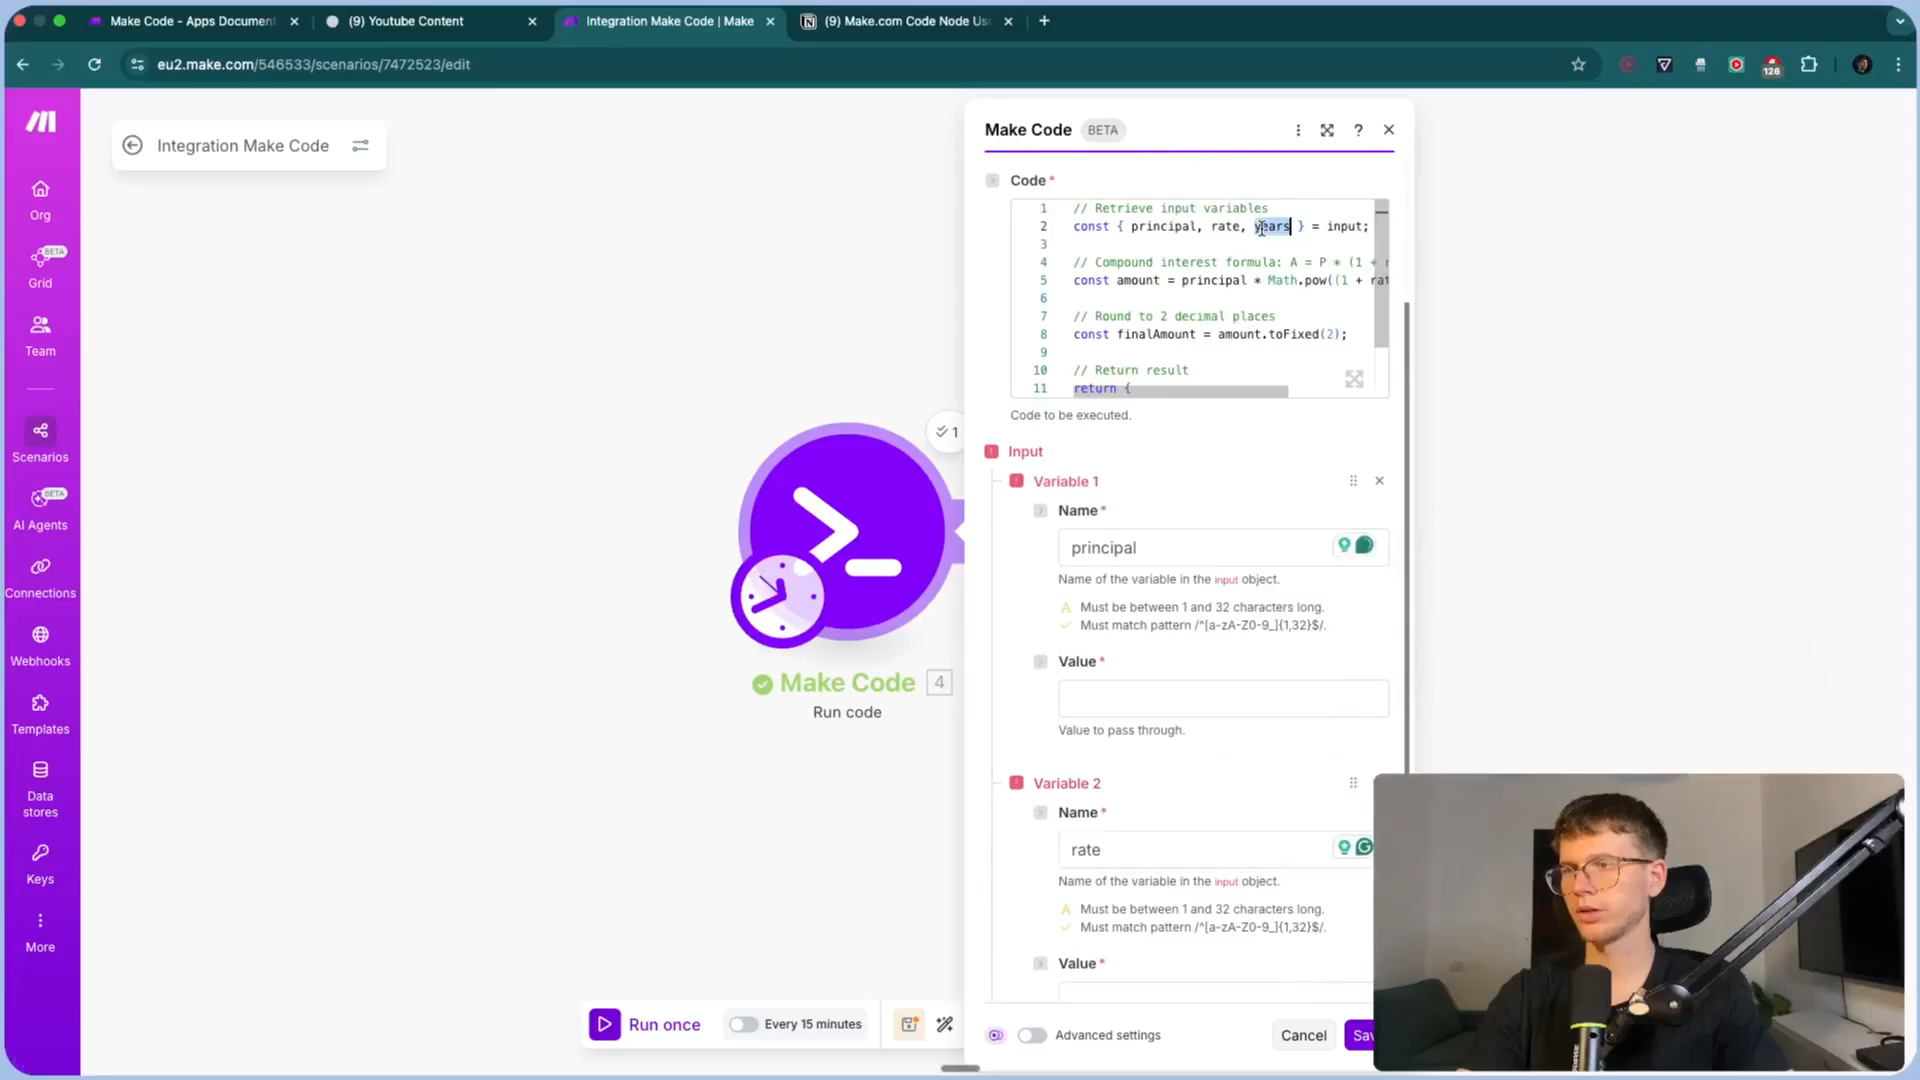 Make Code - Apps Document
(9) Youtube Content
Integration Make Code | Make
(9) Make.com Code Node Us
eu2.make.com/546533/scenarios/7472523/edit
126
Org
BETA
Grid
Team
Scenarios
BETA
AI Agents
Connections
Webhooks
Templates
Data
stores
Keys
More
Integration Make Code
1
Make Code
4
Run code
Run once
Every 15 minutes
Make Code BETA
Code*
1 // Retrieve input variables
2 const { principal, rate, years } = input;
3
4 // Compound interest formula: A = P * (1 +
5 const amount = principal * Math.pow((1 + rat
6
7 // Round to 2 decimal places
8 const finalAmount = amount.toFixed(2);
9
10 // Return result
11 return {
Code to be executed.
Input
Variable 1
Name*
principal
Name of the variable in the input object.
Must be between 1 and 32 characters long.
Must match pattern /^[a-zA-Z0-9_]{1,32}$/.
Value*
Value to pass through.
Variable 2
Name*
rate
Name of the variable in the input object.
Must be between 1 and 32 characters long.
Must match pattern /^[a-zA-Z0-9_]{1,32}$/.
Value*
Advanced settings
Cancel
Sav